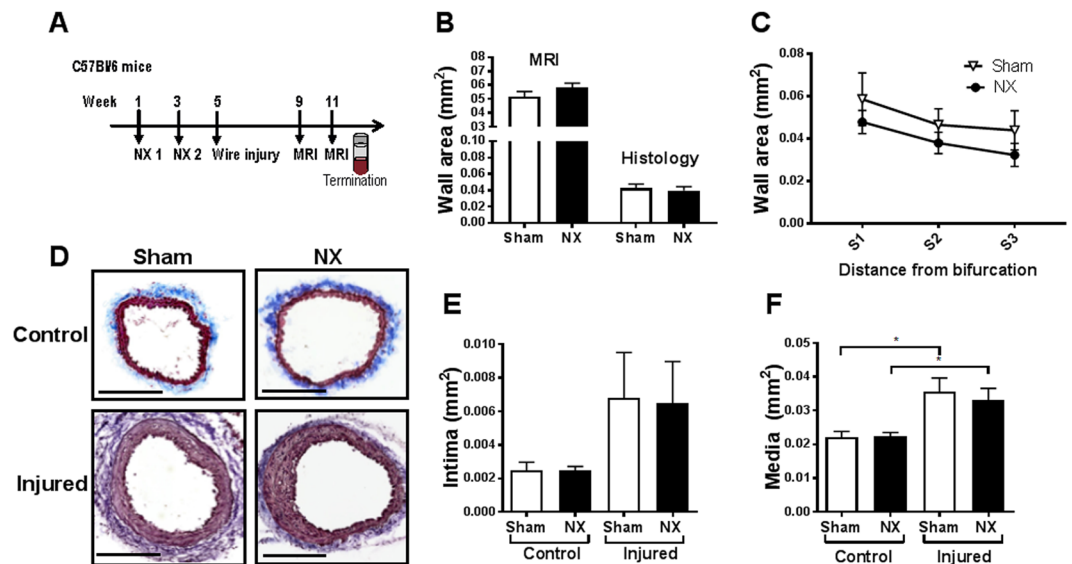 A
C57Bl/6 mice
Week 1 3 5 9 11
NX 1 NX 2 Wire injury MRI MRI
Termination
B
Wall area (mm²)
08
06
05
03
0.10
0.08
0.06
0.04
0.02
0.00
MRI
Histology
Sham NX Sham NX
C
Wall area (mm²)
0.08
0.06
0.04
0.02
0.00
Sham
NX
S1 S2 S3
Distance from bifurcation
D
Sham NX
Control
Injured
E
Intima (mm²)
0.010
0.008
0.006
0.004
0.002
0.000
Sham NX Sham NX
Control Injured
F
Media (mm²)
0.05
0.04
0.03
0.02
0.01
0.00
*
*
Sham NX Sham NX
Control Injured